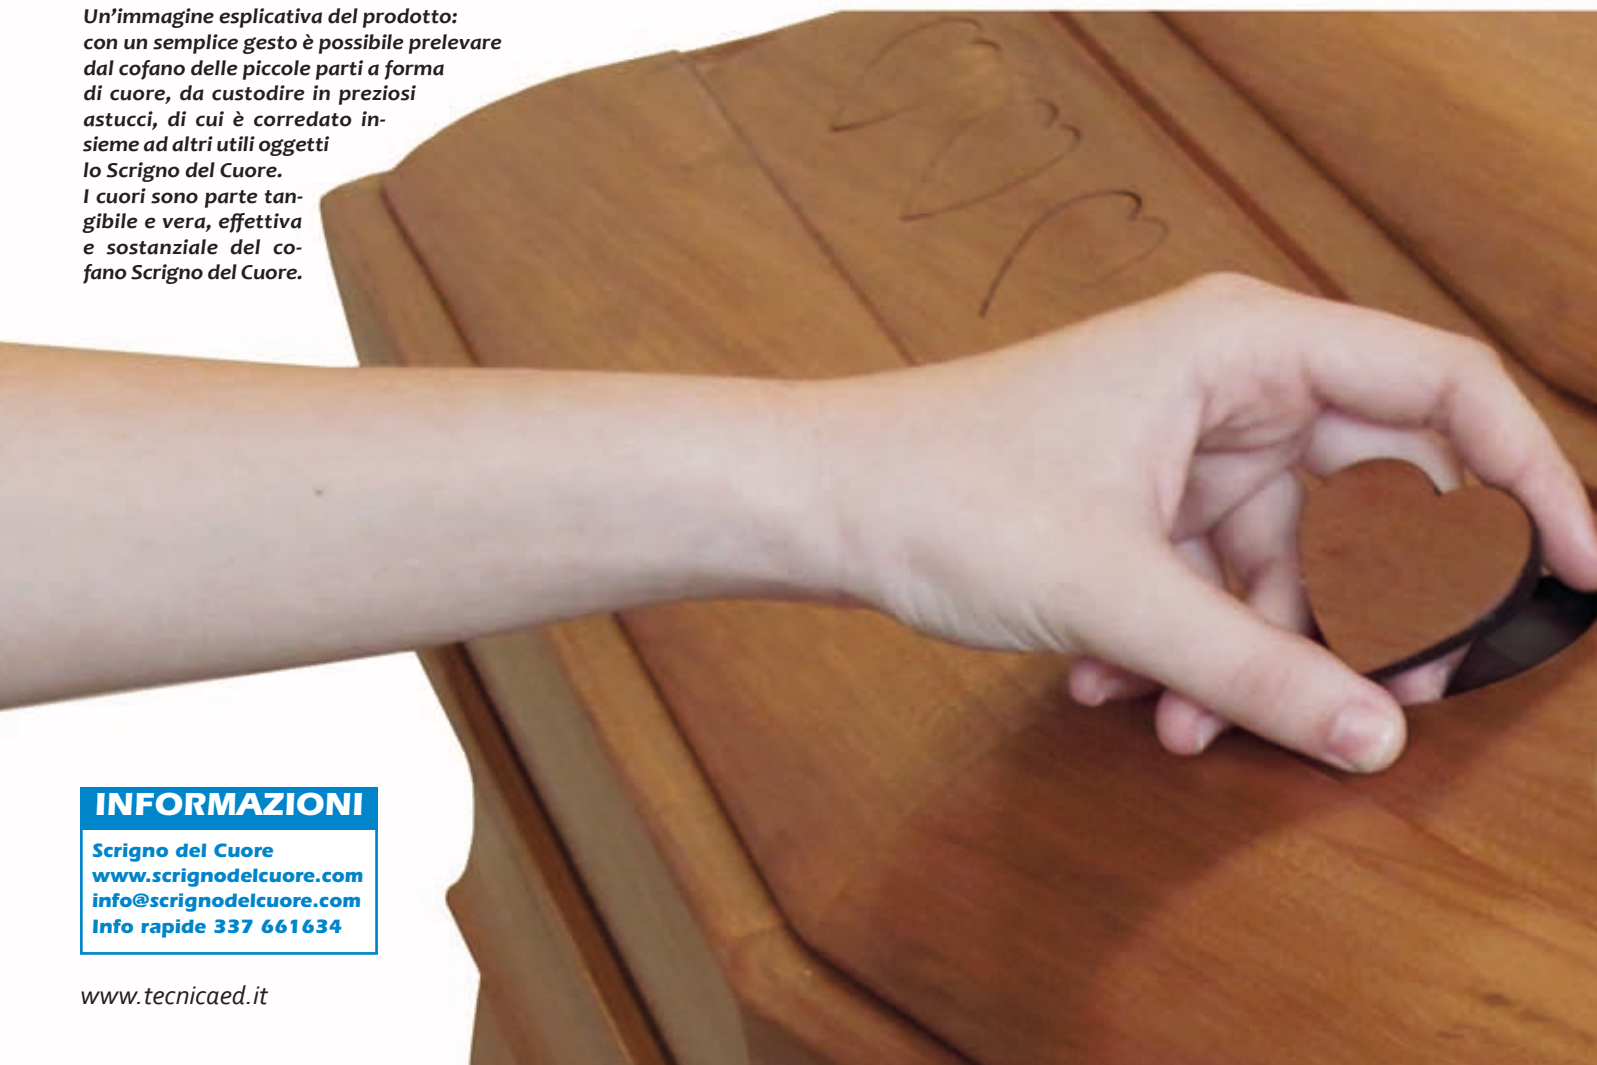 Un’immagine esplicativa del prodotto:
con un semplice gesto è possibile prelevare
dal cofano delle piccole parti a forma
di cuore, da custodire in preziosi
astucci, di cui è corredato in-
sieme ad altri utili oggetti
lo Scrigno del Cuore.
I cuori sono parte tan-
gibile e vera, effettiva
e sostanziale del co-
fano Scrigno del Cuore.
INFORMAZIONI
Scrigno del Cuore
www.scrignodelcuore.com
info@scrignodelcuore.com
Info rapide 337 661634
www.tecnicaed.it